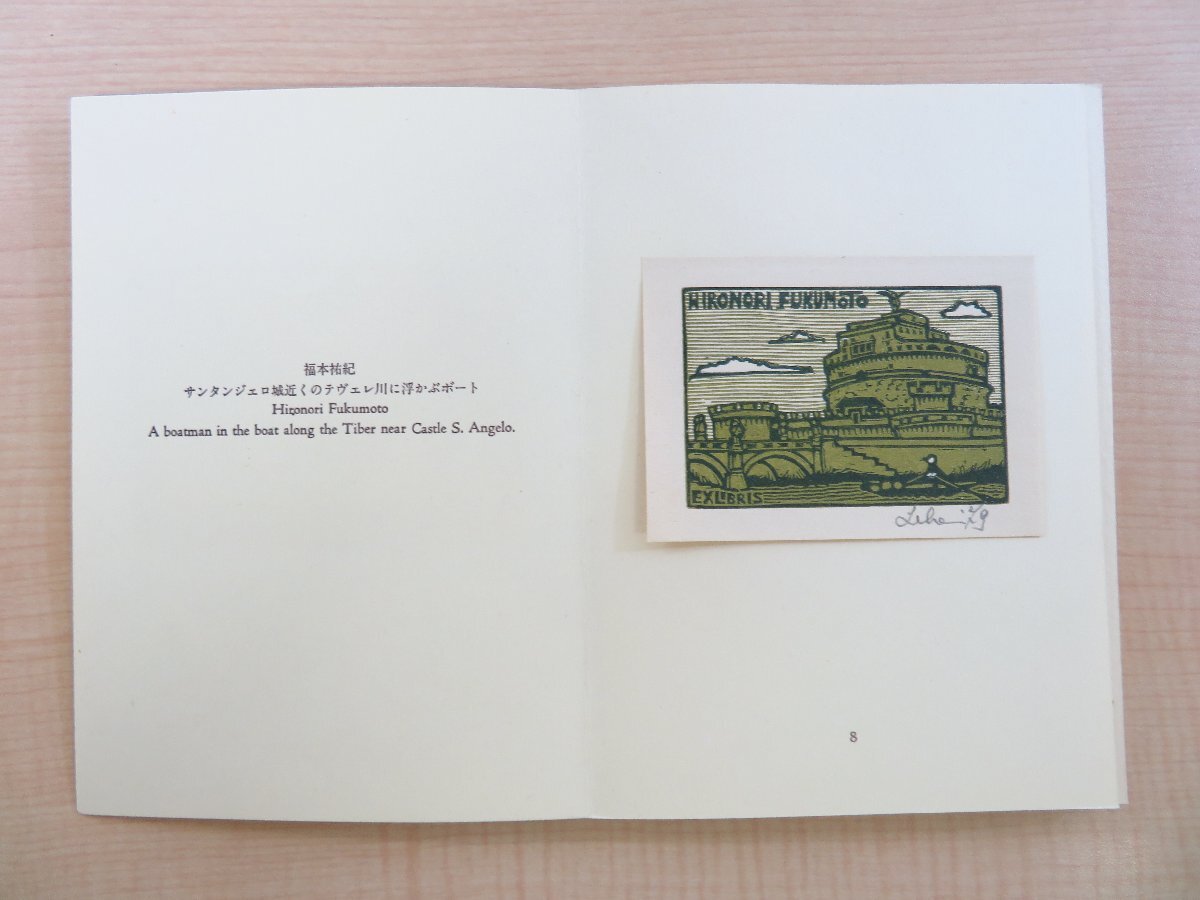 福本祐紀
サンタンジェロ城近くのテヴェレ川に浮かぶボート
Hironori Fukumoto
A boatman in the boat along the Tiber near Castle S. Angelo.
HIRONORI FUKUMOTO
EXLIBRIS
8